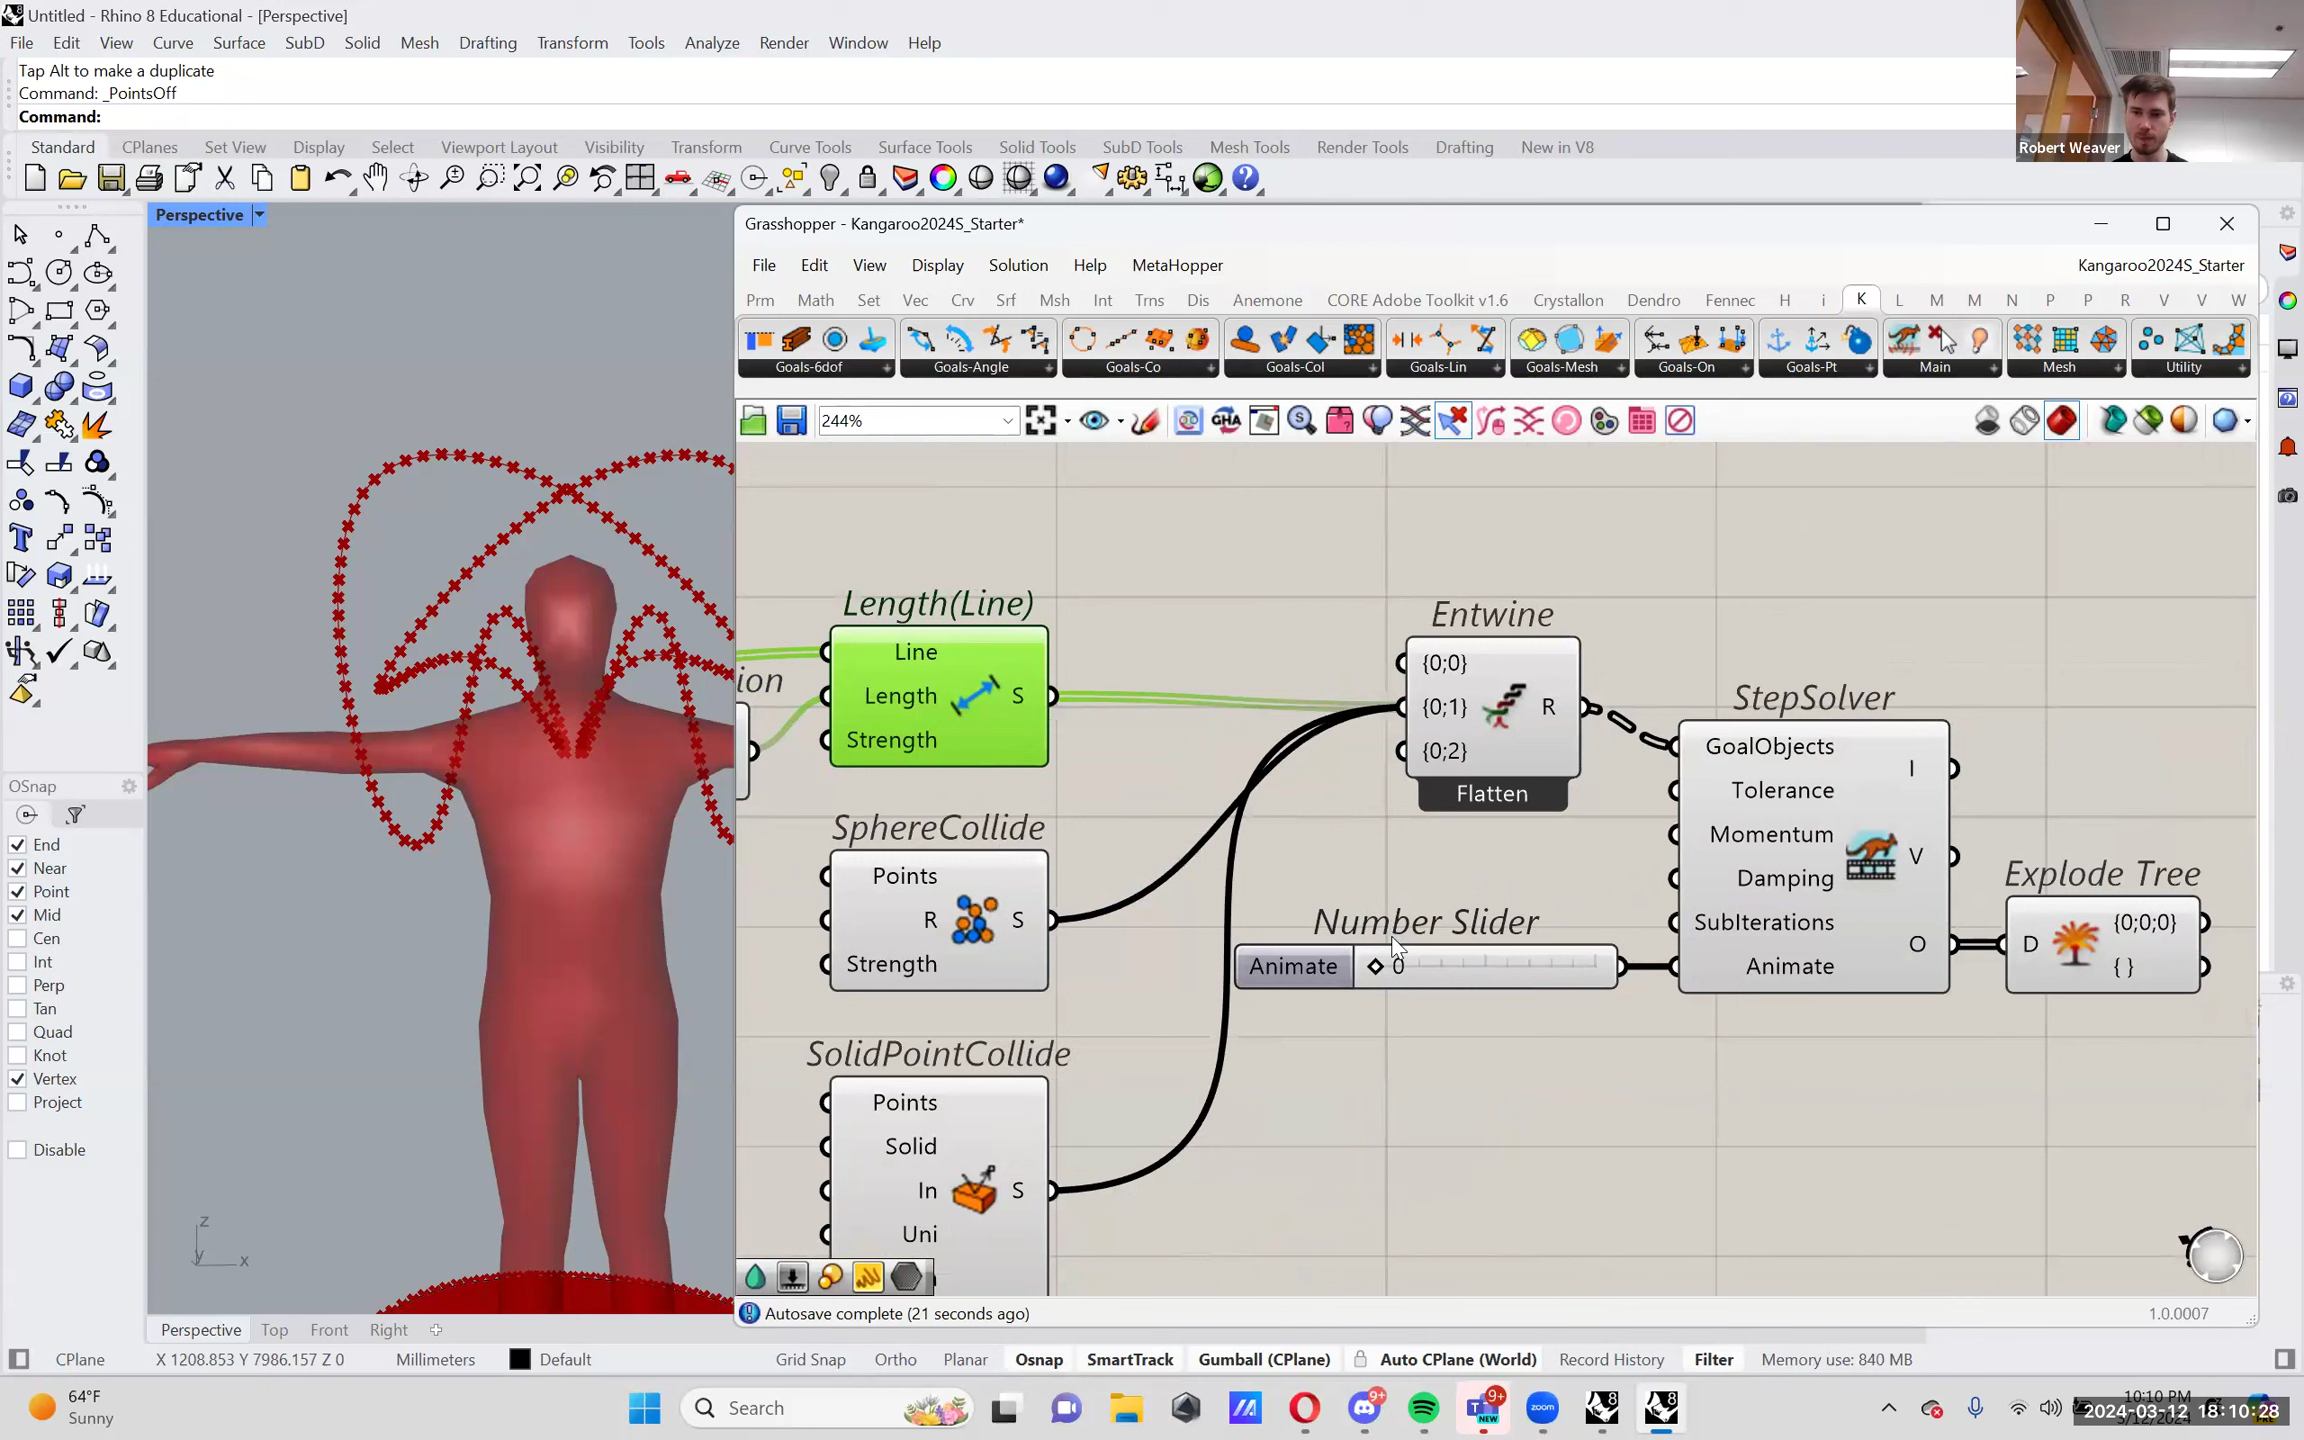 Untitled - Rhino 8 Educational - [Perspective]
File Edit View Curve Surface SubD Solid Mesh Drafting Transform Tools Analyze Render Window Help
Tap Alt to make a duplicate
Command: _PointsOff
Command:
Robert Weaver
Standard CPlanes Set View Display Select Viewport Layout Visibility Transform Curve Tools Surface Tools Solid Tools SubD Tools Mesh Tools Render Tools Drafting New in V8
Perspective
Grasshopper - Kangaroo2024S_Starter*
File Edit View Display Solution Help MetaHopper Kangaroo2024S_Starter
Prm Math Set Vec Crv Srf Msh Int Trns Dis Anemone CORE Adobe Toolkit v1.6 Crystallon Dendro Fennec H i K L M M N P P R V V W
Goals-6dof Goals-Angle Goals-Co Goals-Col Goals-Lin Goals-Mesh Goals-On Goals-Pt Main Mesh Utility
244%
Length(Line)
Line
Length S
Strength
ion
Entwine
{0;0}
{0;1} R
{0;2}
Flatten
StepSolver
GoalObjects
Tolerance
Momentum
Damping
SubIterations
Animate
I
V
O
Explode Tree
D {0;0;0}
{ }
SphereCollide
Points
R S
Strength
Number Slider
Animate 0
SolidPointCollide
Points
Solid
In S
Uni
OSnap
End
Near
Point
Mid
Cen
Int
Perp
Tan
Quad
Knot
Vertex
Project
Disable
z
y x
Autosave complete (21 seconds ago) 1.0.0007
Perspective Top Front Right
CPlane X 1208.853 Y 7986.157 Z 0 Millimeters Default Grid Snap Ortho Planar Osnap SmartTrack Gumball (CPlane) Auto CPlane (World) Record History Filter Memory use: 840 MB
64°F
Sunny
Search
9+
9+
NEW
zoom
8
8
10:10 PM
2024-03-12 18:10:28